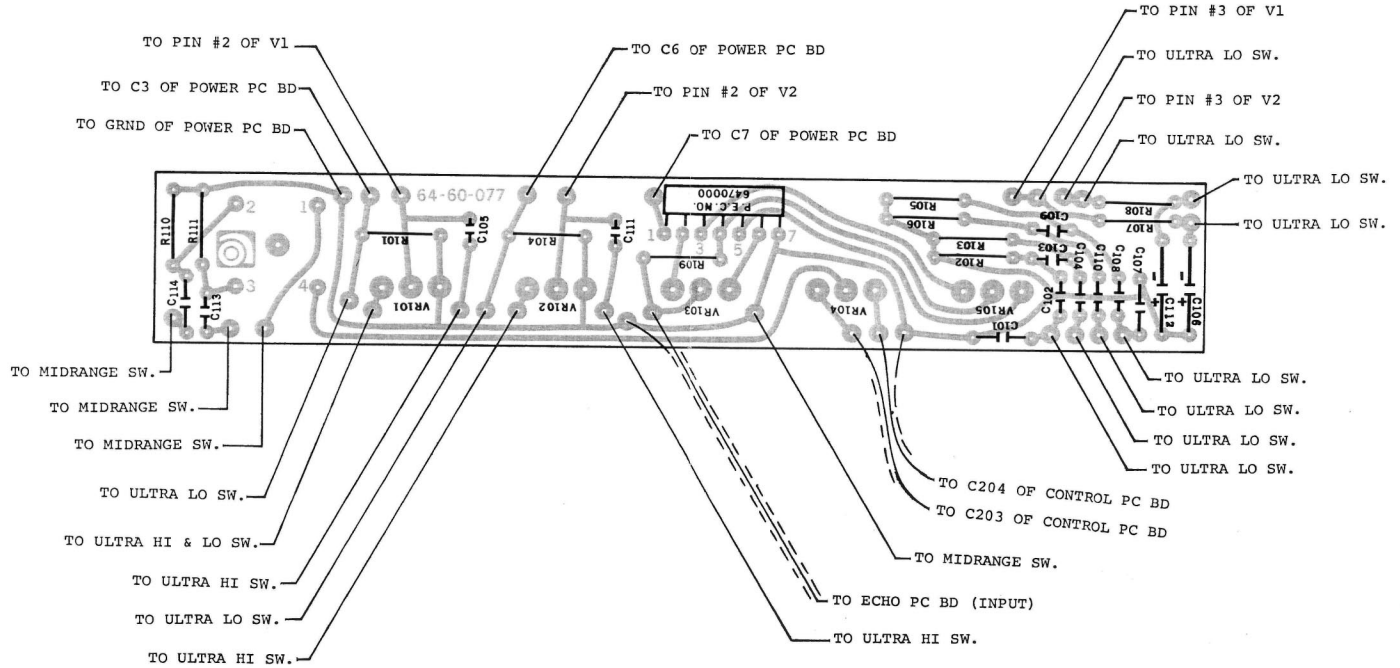 TO PIN #3 OF V1
TO PIN #2 OF V1
TO C6 OF POWER PC BD
TO ULTRA LO SW.
TO C3 OF POWER PC BD
TO PIN #2 OF V2
TO PIN #3 OF V2
TO GRND OF POWER PC BD
TO C7 OF POWER PC BD
TO ULTRA LO SW.
TO ULTRA LO SW.
TO ULTRA LO SW.
64-60-077
P.E.C. NO.
6470000
2
1
1
3
5
7
3
4
R110
R111
C114
C113
R101
C105
R104
C111
R109
VR101
VR102
VR103
VR104
VR105
R105
R106
R103
R102
C109
C103
R108
R107
C104
C110
C108
C107
C102
C101
C112
C106
TO MIDRANGE SW.
TO MIDRANGE SW.
TO MIDRANGE SW.
TO ULTRA LO SW.
TO ULTRA HI & LO SW.
TO ULTRA HI SW.
TO ULTRA LO SW.
TO ULTRA HI SW.
TO ULTRA LO SW.
TO ULTRA LO SW.
TO ULTRA LO SW.
TO ULTRA LO SW.
TO C204 OF CONTROL PC BD
TO C203 OF CONTROL PC BD
TO MIDRANGE SW.
TO ECHO PC BD (INPUT)
TO ULTRA HI SW.